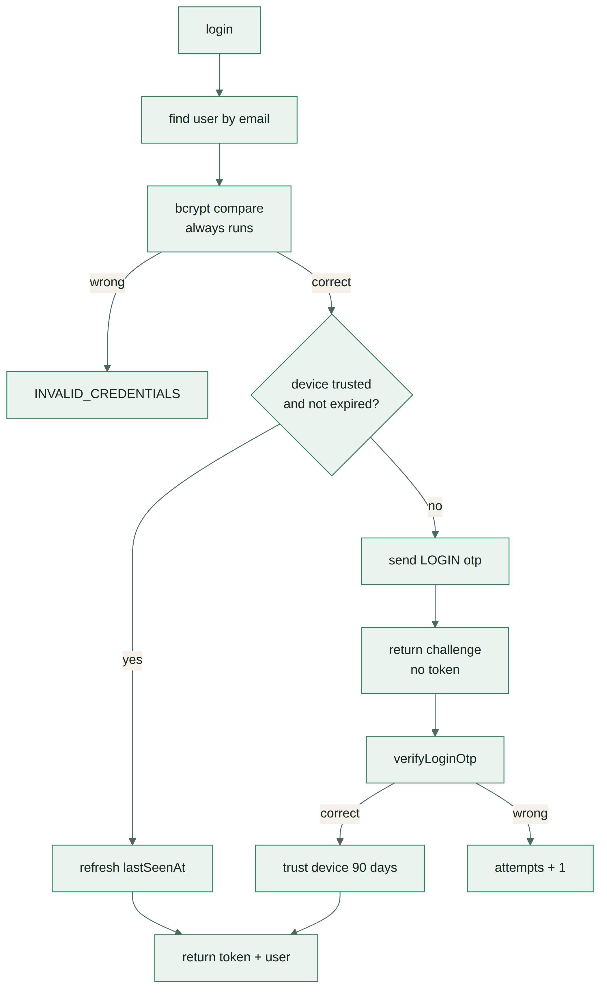 login
find user by email
bcrypt compare
always runs
wrong
correct
INVALID_CREDENTIALS
device trusted
and not expired?
no
send LOGIN otp
return challenge
no token
yes
verifyLoginOtp
correct
wrong
refresh lastSeenAt
trust device 90 days
attempts + 1
return token + user